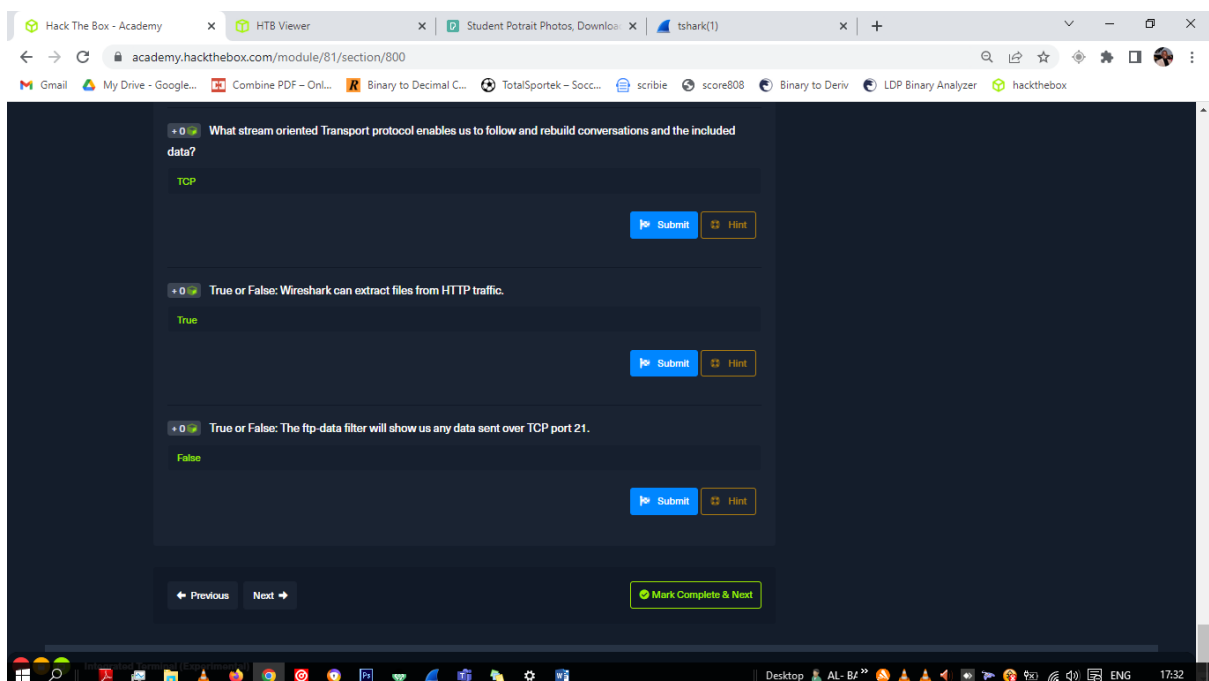 Hack The Box - Academy
HTB Viewer
Student Potrait Photos, Downloa
tshark(1)
academy.hackthebox.com/module/81/section/800
Gmail My Drive - Google... Combine PDF – Onl... Binary to Decimal C... TotalSportek – Socc... scribie score808 Binary to Deriv LDP Binary Analyzer hackthebox
+ 0 What stream oriented Transport protocol enables us to follow and rebuild conversations and the included
data?
TCP
Submit Hint
+ 0 True or False: Wireshark can extract files from HTTP traffic.
True
Submit Hint
+ 0 True or False: The ftp-data filter will show us any data sent over TCP port 21.
False
Submit Hint
Previous Next Mark Complete & Next
Integrated Terminal (Experimental)
Desktop AL- BA" ENG 17:32